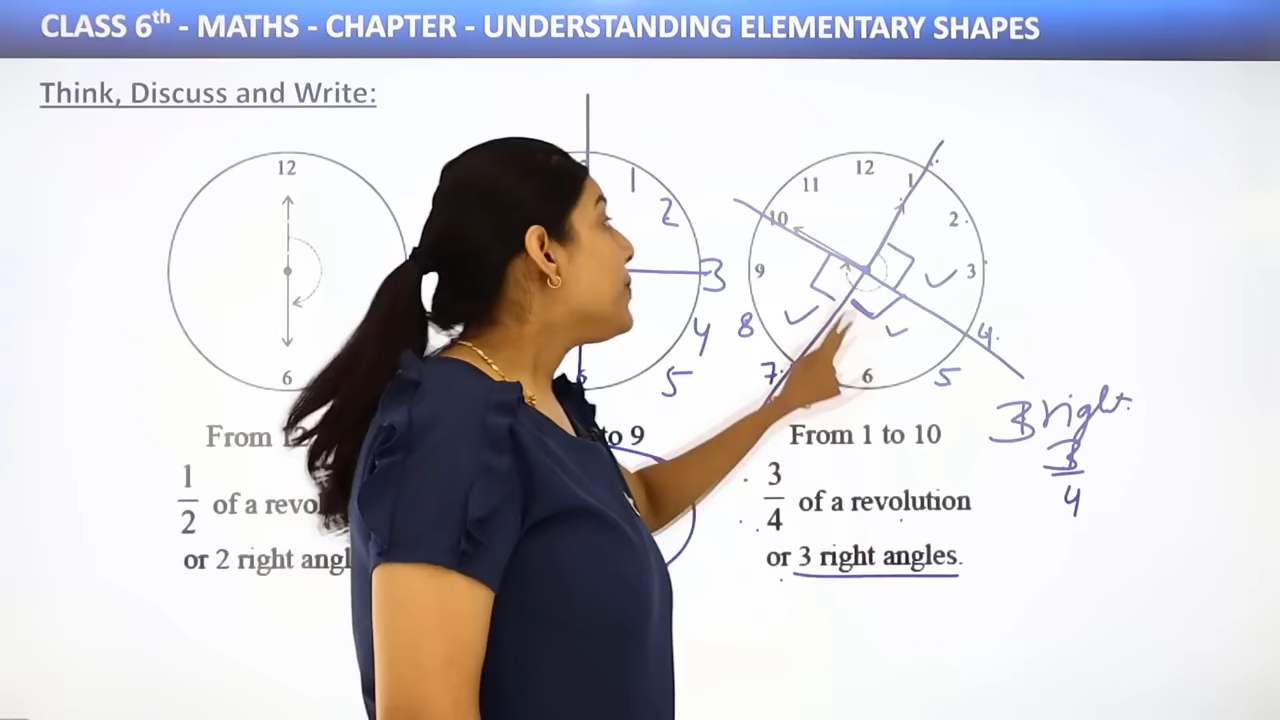 CLASS 6th - MATHS - CHAPTER - UNDERSTANDING ELEMENTARY SHAPES
Think, Discuss and Write:
12
6
From
1
2
of a
or 2 right
1
2
3
4
5
6
to 9
12
1
2
3
4
5
6
7
8
9
10
11
From 1 to 10
3
4
of a revolution
or 3 right angles.
3 right
3
4